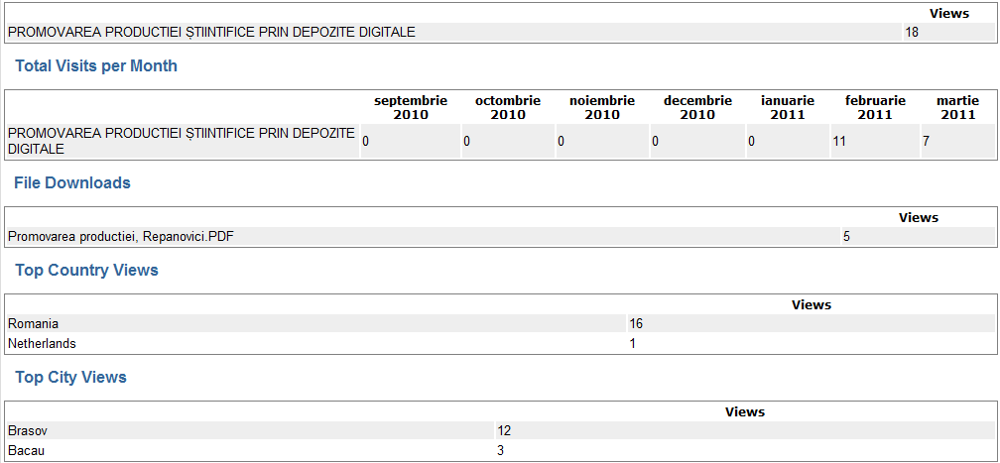 Views
PROMOVAREA PRODUCTIEI ȘTIINTIFICE PRIN DEPOZITE DIGITALE 18
Total Visits per Month
septembrie 2010 octombrie 2010 noiembrie 2010 decembrie 2010 ianuarie 2011 februarie 2011 martie 2011
PROMOVAREA PRODUCTIEI ȘTIINTIFICE PRIN DEPOZITE
DIGITALE 0 0 0 0 0 11 7
File Downloads
Views
Promovarea productiei, Repanovici.PDF 5
Top Country Views
Views
Romania 16
Netherlands 1
Top City Views
Views
Brasov 12
Bacau 3